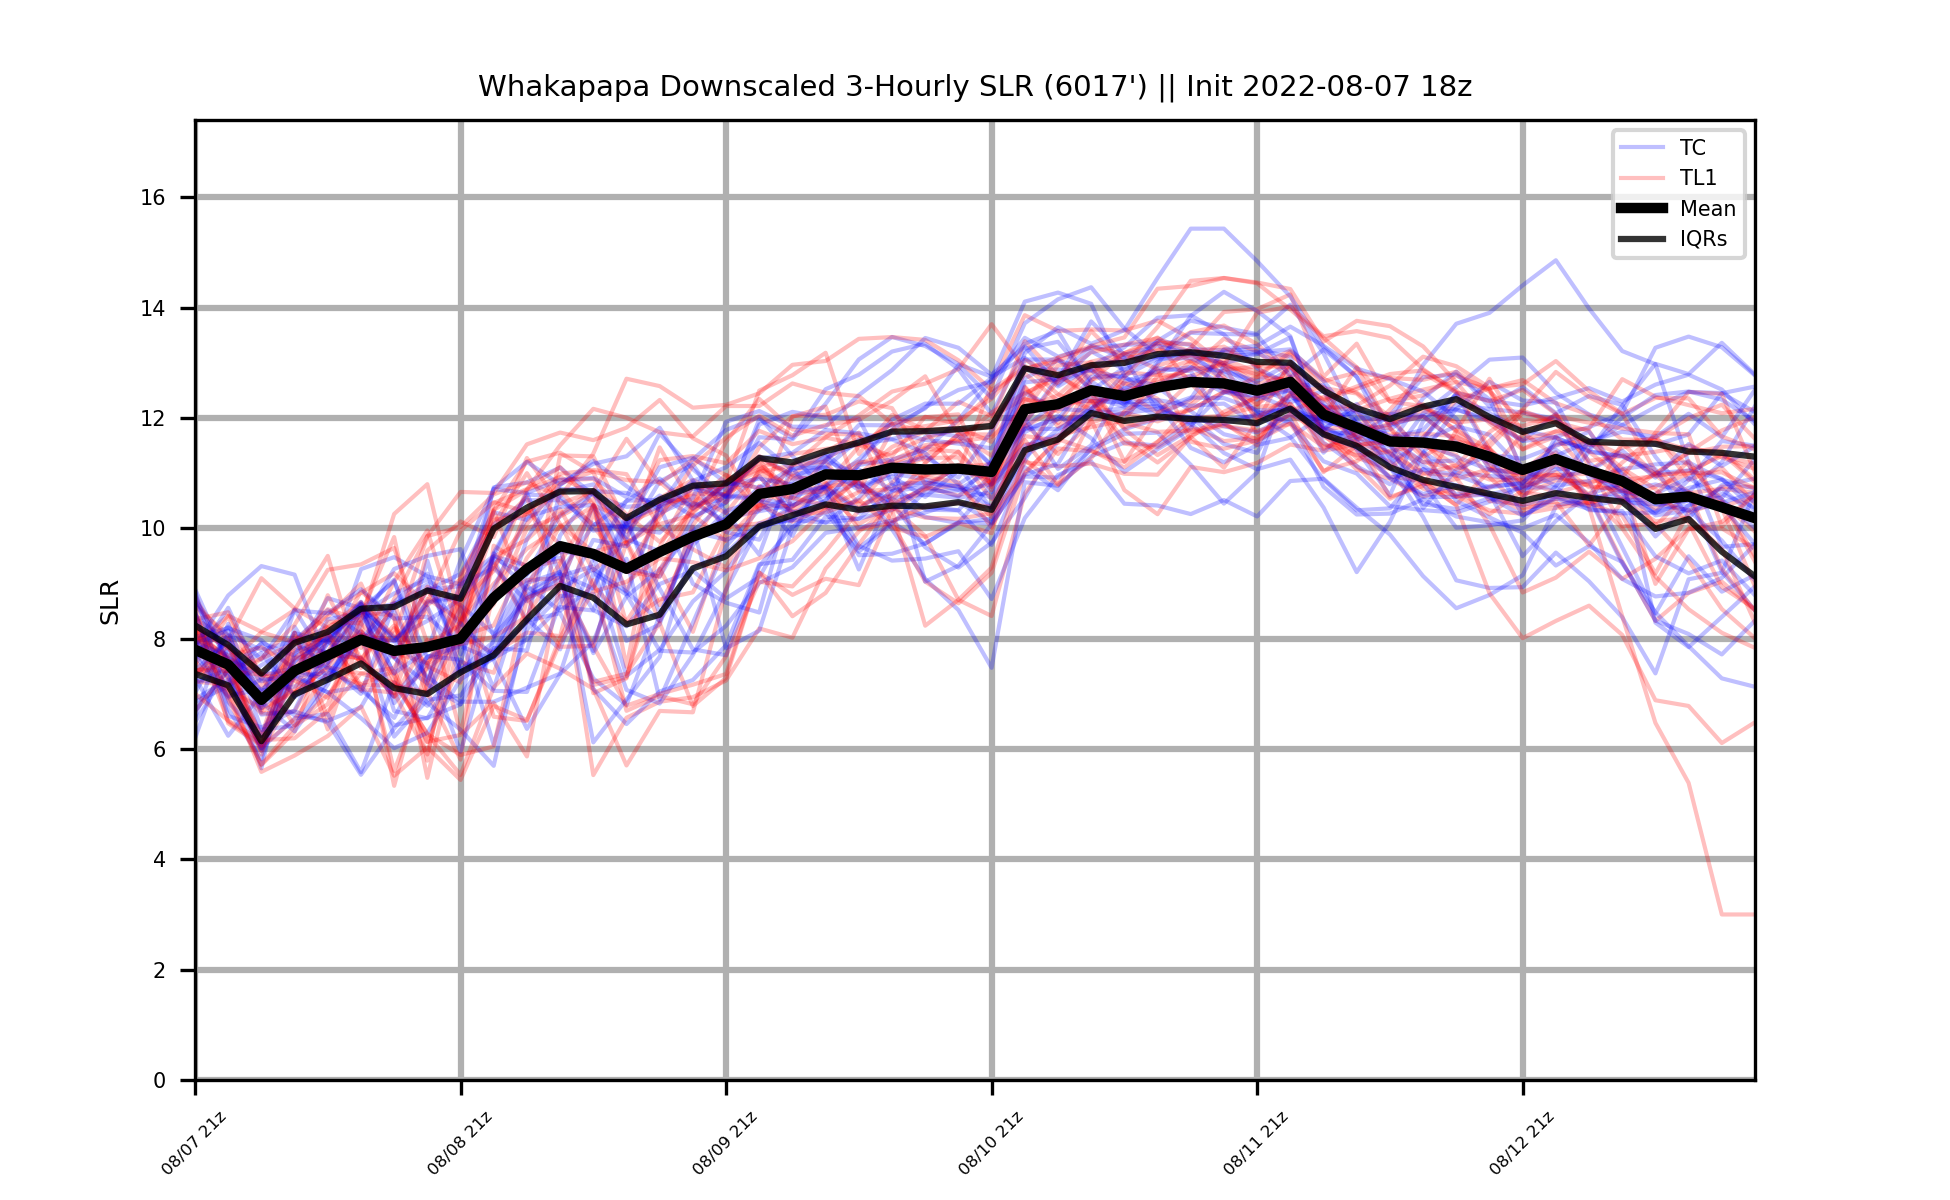 Whakapapa Downscaled 3-Hourly SLR (6017') || Init 2022-08-07 18z
TC
TL1
Mean
IQRs
SLR
16
14
12
10
8
6
4
2
0
08/07 21z
08/08 21z
08/09 21z
08/10 21z
08/11 21z
08/12 21z